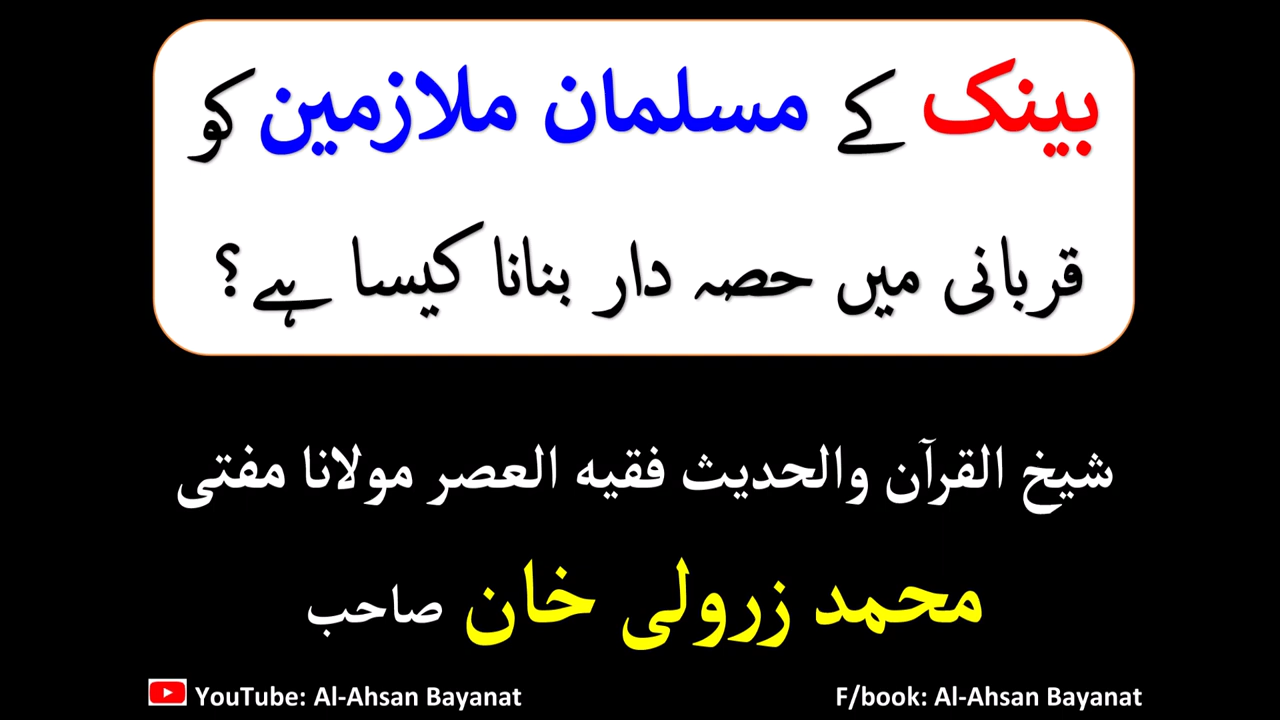 بینک کے مسلمان ملازمین کو
قربانی میں حصہ دار بنانا کیسا ہے؟
شیخ القرآن والحدیث فقیه العصر مولانا مفتی
محمد زرولی خان صاحب
YouTube: Al-Ahsan Bayanat
F/book: Al-Ahsan Bayanat